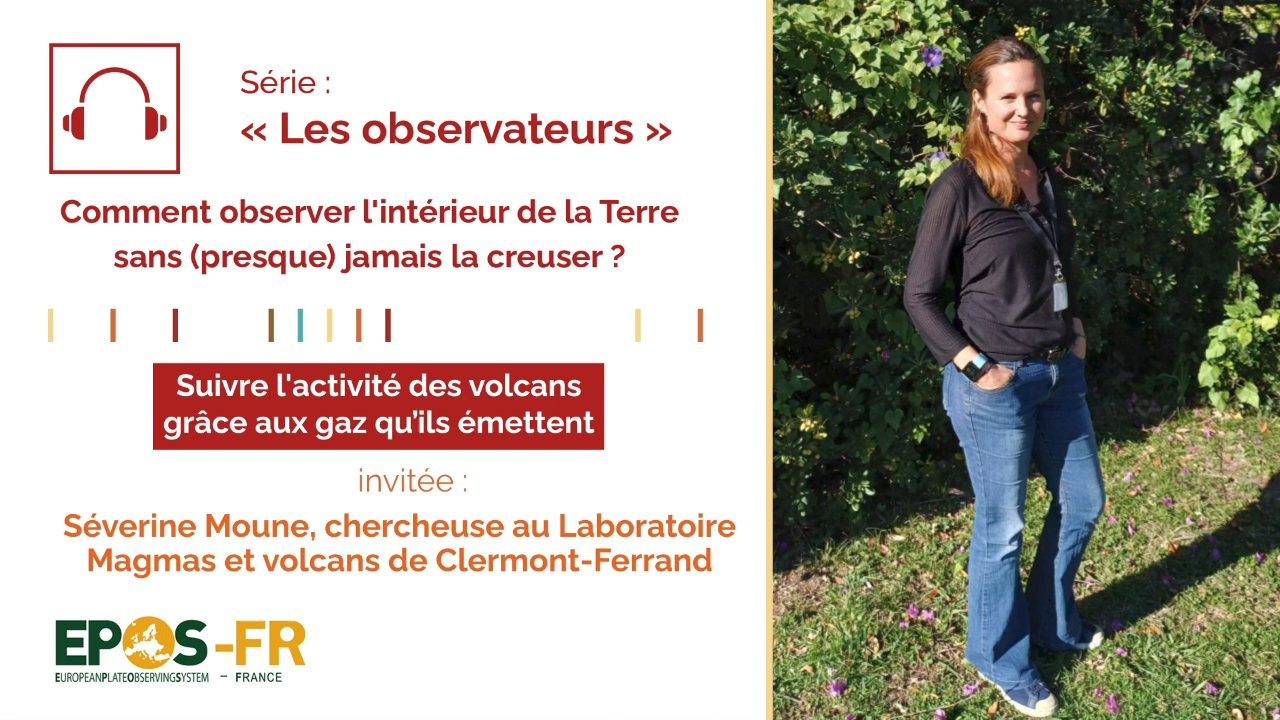 Série :
« Les observateurs »
Comment observer l'intérieur de la Terre
sans (presque) jamais la creuser ?
Suivre l'activité des volcans
grâce aux gaz qu’ils émettent
invitée :
Séverine Moune, chercheuse au Laboratoire
Magmas et volcans de Clermont-Ferrand
EPOS-FR
EUROPEANPLATEOBSERVINGSYSTEM – FRANCE